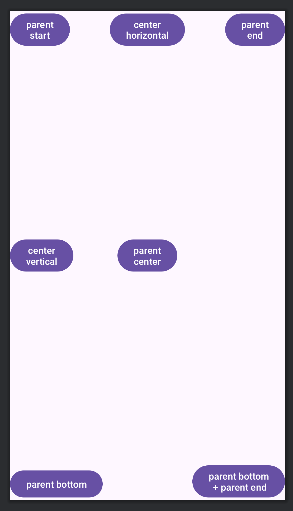 parent
start
center
horizontal
parent
end
center
vertical
parent
center
parent bottom
parent bottom
+ parent end